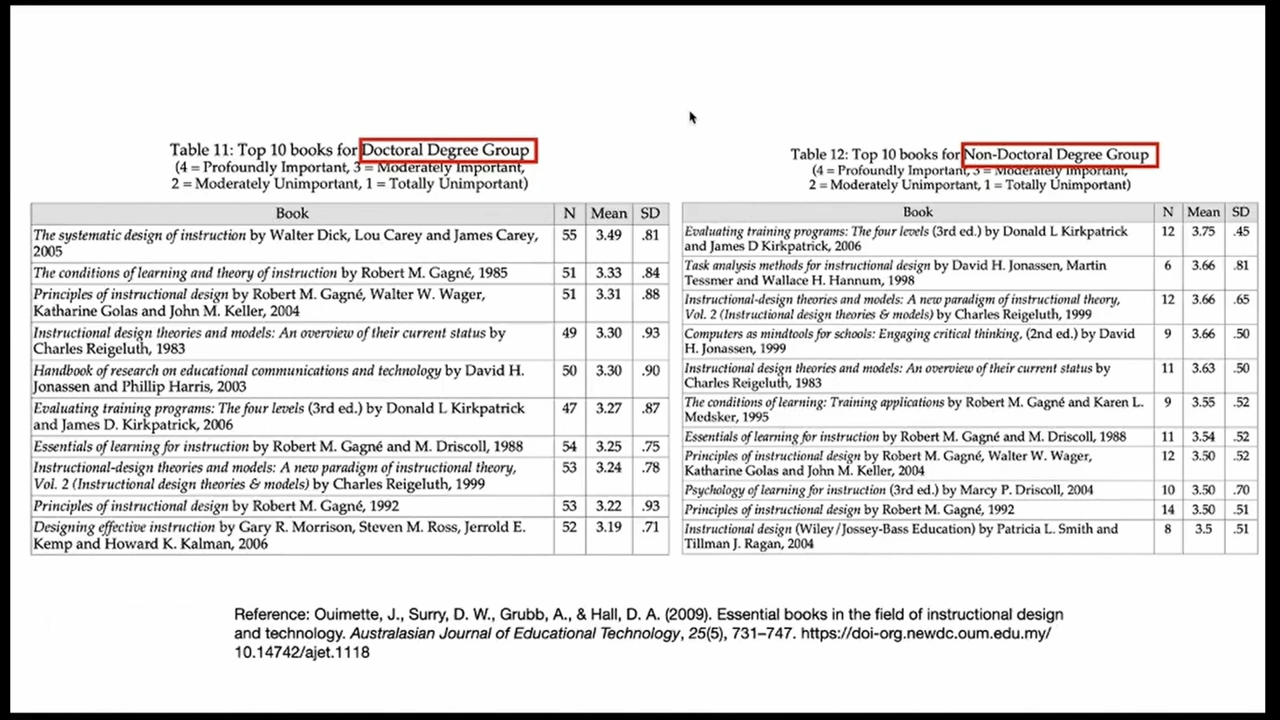 Table 11: Top 10 books for Doctoral Degree Group
(4 = Profoundly Important, 3 = Moderately Important,
2 = Moderately Unimportant, 1 = Totally Unimportant)
Book N Mean SD
The systematic design of instruction by Walter Dick, Lou Carey and James Carey, 55 3.49 .81
2005
The conditions of learning and theory of instruction by Robert M. Gagné, 1985 51 3.33 .84
Principles of instructional design by Robert M. Gagné, Walter W. Wager, 51 3.31 .88
Katharine Golas and John M. Keller, 2004
Instructional design theories and models: An overview of their current status by 49 3.30 .93
Charles Reigeluth, 1983
Handbook of research on educational communications and technology by David H. 50 3.30 .90
Jonassen and Phillip Harris, 2003
Evaluating training programs: The four levels (3rd ed.) by Donald L Kirkpatrick 47 3.27 .87
and James D. Kirkpatrick, 2006
Essentials of learning for instruction by Robert M. Gagné and M. Driscoll, 1988 54 3.25 .75
Instructional-design theories and models: A new paradigm of instructional theory, 53 3.24 .78
Vol. 2 (Instructional design theories & models) by Charles Reigeluth, 1999
Principles of instructional design by Robert M. Gagné, 1992 53 3.22 .93
Designing effective instruction by Gary R. Morrison, Steven M. Ross, Jerrold E. 52 3.19 .71
Kemp and Howard K. Kalman, 2006
Table 12: Top 10 books for Non-Doctoral Degree Group
(4 = Profoundly Important, 3 = Moderately Important,
2 = Moderately Unimportant, 1 = Totally Unimportant)
Book N Mean SD
Evaluating training programs: The four levels (3rd ed.) by Donald L Kirkpatrick 12 3.75 .45
and James D Kirkpatrick, 2006
Task analysis methods for instructional design by David H. Jonassen, Martin 6 3.66 .81
Tessmer and Wallace H. Hannum, 1998
Instructional-design theories and models: A new paradigm of instructional theory, 12 3.66 .65
Vol. 2 (Instructional design theories & models) by Charles Reigeluth, 1999
Computers as mindtools for schools: Engaging critical thinking, (2nd ed.) by David 9 3.66 .50
H. Jonassen, 1999
Instructional design theories and models: An overview of their current status by 11 3.63 .50
Charles Reigeluth, 1983
The conditions of learning: Training applications by Robert M. Gagné and Karen L. 9 3.55 .52
Medsker, 1995
Essentials of learning for instruction by Robert M. Gagné and M. Driscoll, 1988 11 3.54 .52
Principles of instructional design by Robert M. Gagné, Walter W. Wager, 12 3.50 .52
Katharine Golas and John M. Keller, 2004
Psychology of learning for instruction (3rd ed.) by Marcy P. Driscoll, 2004 10 3.50 .70
Principles of instructional design by Robert M. Gagné, 1992 14 3.50 .51
Instructional design (Wiley/Jossey-Bass Education) by Patricia L. Smith and 8 3.5 .51
Tillman J. Ragan, 2004
Reference: Ouimette, J., Surry, D. W., Grubb, A., & Hall, D. A. (2009). Essential books in the field of instructional design
and technology. Australasian Journal of Educational Technology, 25(5), 731–747. https://doi-org.newdc.oum.edu.my/
10.14742/ajet.1118